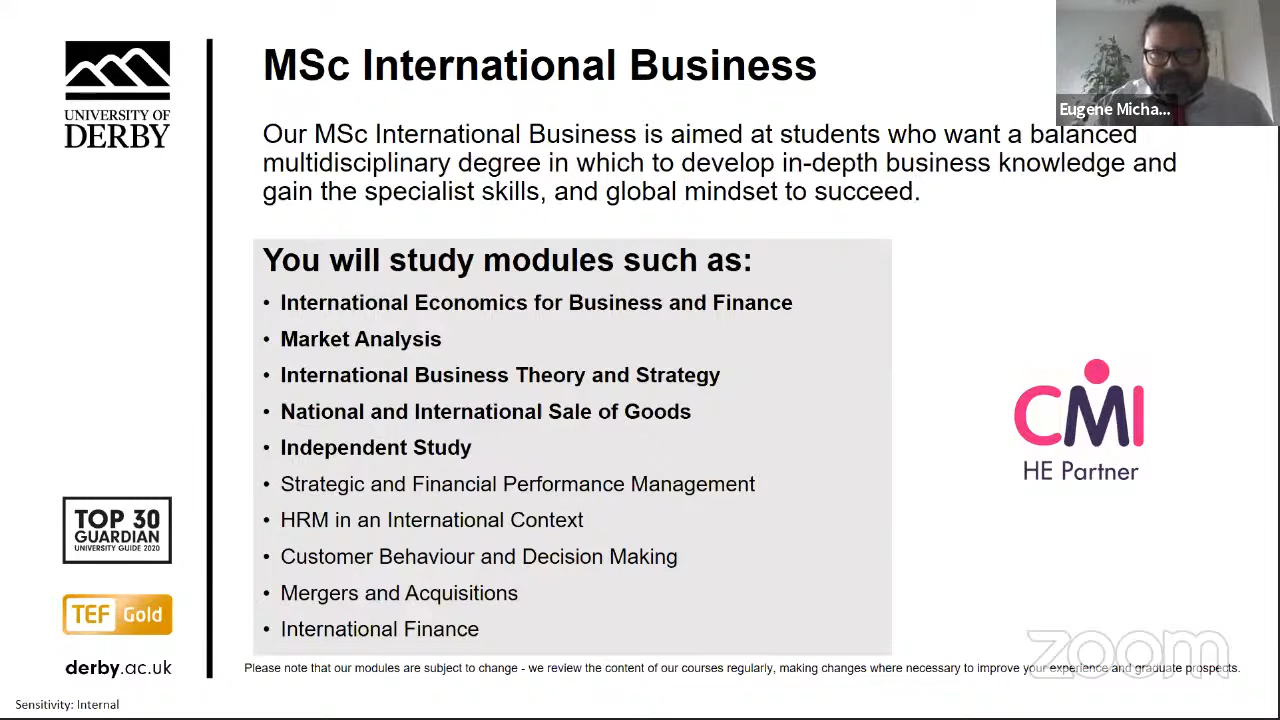 UNIVERSITY OF
DERBY
MSc International Business
Eugene Micha...
Our MSc International Business is aimed at students who want a balanced
multidisciplinary degree in which to develop in-depth business knowledge and
gain the specialist skills, and global mindset to succeed.
You will study modules such as:
• International Economics for Business and Finance
• Market Analysis
• International Business Theory and Strategy
• National and International Sale of Goods
• Independent Study
• Strategic and Financial Performance Management
• HRM in an International Context
• Customer Behaviour and Decision Making
• Mergers and Acquisitions
• International Finance
CMI
HE Partner
TOP 30
GUARDIAN
UNIVERSITY GUIDE 2020
TEF Gold
derby.ac.uk
zoom
Please note that our modules are subject to change - we review the content of our courses regularly, making changes where necessary to improve your experience and graduate prospects.
Sensitivity: Internal